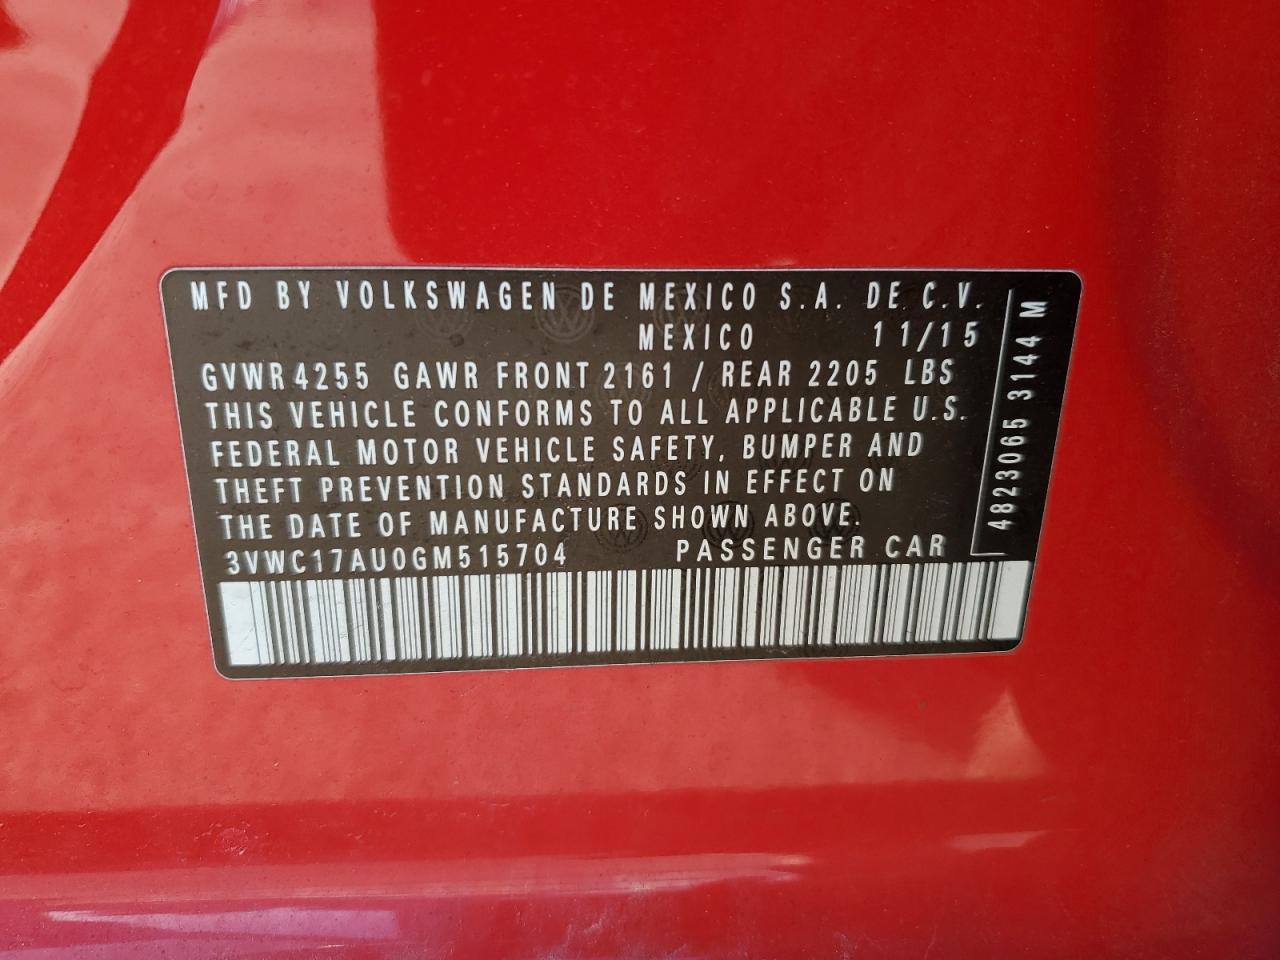 MFD BY VOLKSWAGEN DE MEXICO S.A. DE C.V.
MEXICO 11/15
GVWR 4255 GAWR FRONT 2161 / REAR 2205 LBS
THIS VEHICLE CONFORMS TO ALL APPLICABLE U.S.
FEDERAL MOTOR VEHICLE SAFETY, BUMPER AND
THEFT PREVENTION STANDARDS IN EFFECT ON
THE DATE OF MANUFACTURE SHOWN ABOVE.
3VWC17AU0GM515704 PASSENGER CAR
4823065 3144 M